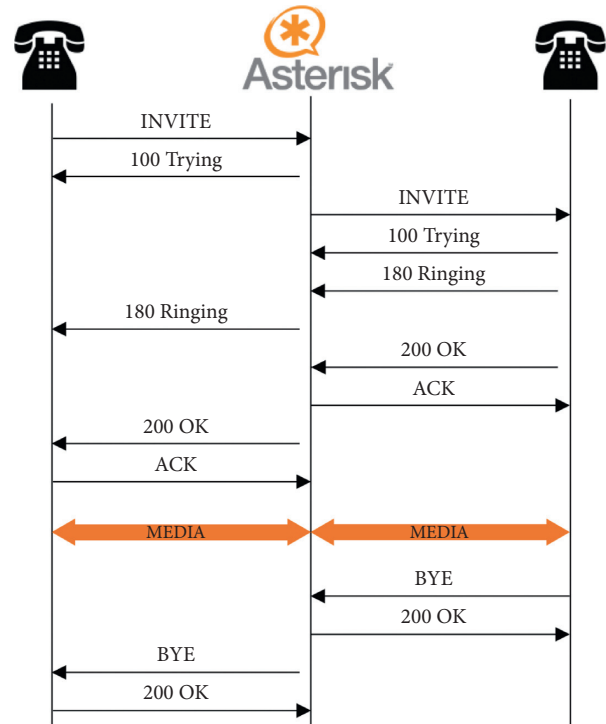 Asterisk
INVITE
100 Trying
INVITE
100 Trying
180 Ringing
180 Ringing
200 OK
ACK
200 OK
ACK
MEDIA
MEDIA
BYE
200 OK
BYE
200 OK